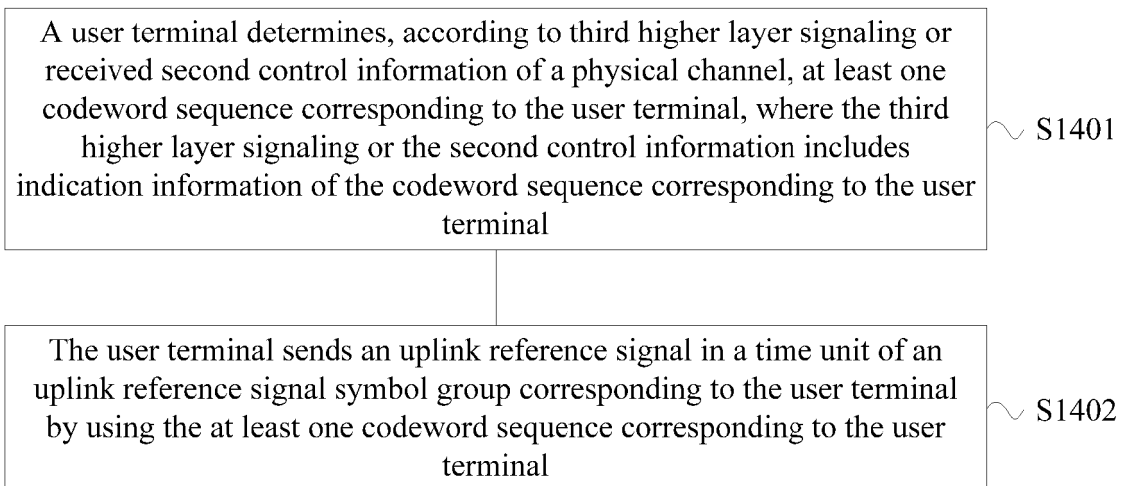 A user terminal determines, according to third higher layer signaling or
received second control information of a physical channel, at least one
codeword sequence corresponding to the user terminal, where the third
higher layer signaling or the second control information includes
indication information of the codeword sequence corresponding to the user
terminal
S1401
The user terminal sends an uplink reference signal in a time unit of an
uplink reference signal symbol group corresponding to the user terminal
by using the at least one codeword sequence corresponding to the user
terminal
S1402